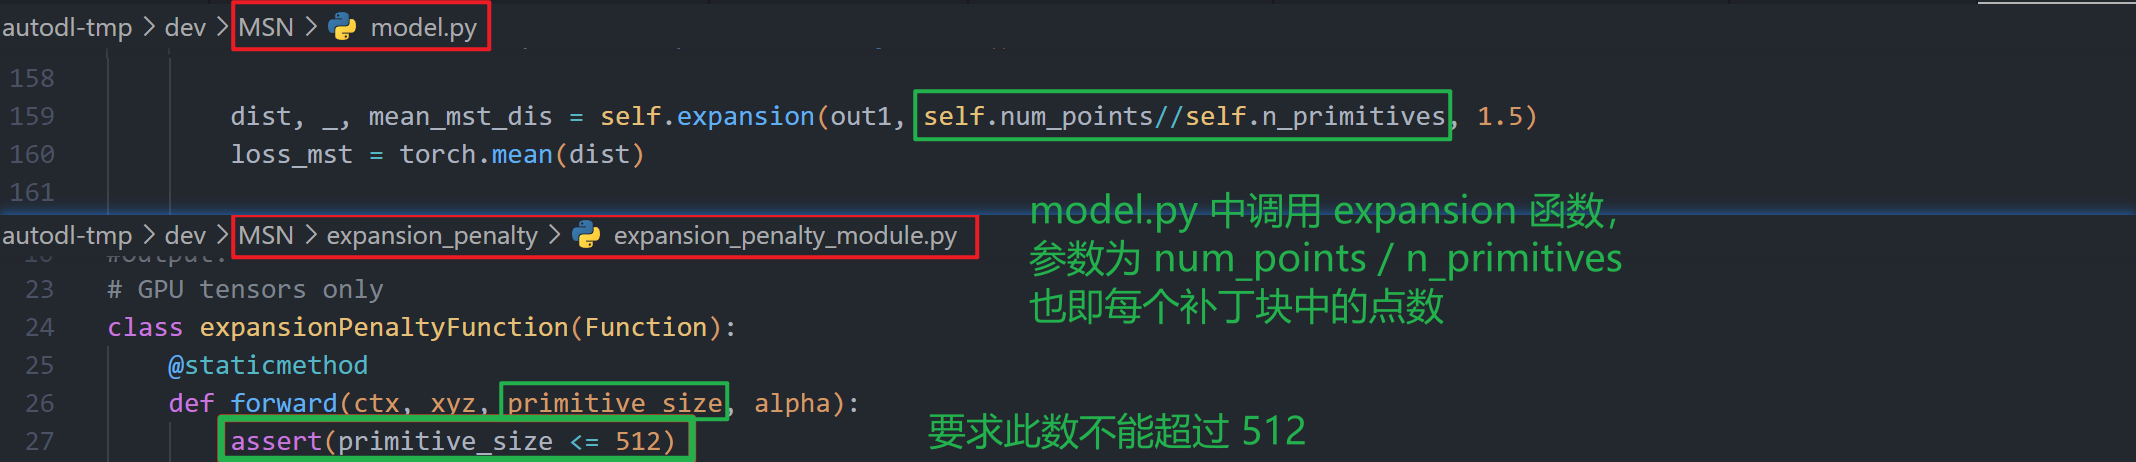 autodl-tmp > dev > MSN > model.py
158
159 dist, _, mean_mst_dis = self.expansion(out1, self.num_points//self.n_primitives, 1.5)
160 loss_mst = torch.mean(dist)
161
model.py 中调用 expansion 函数，
参数为 num_points / n_primitives
也即每个补丁块中的点数
autodl-tmp > dev > MSN > expansion_penalty > expansion_penalty_module.py
23 # GPU tensors only
24 class expansionPenaltyFunction(Function):
25 @staticmethod
26 def forward(ctx, xyz, primitive_size, alpha):
27 assert(primitive_size <= 512)
要求此数不能超过 512